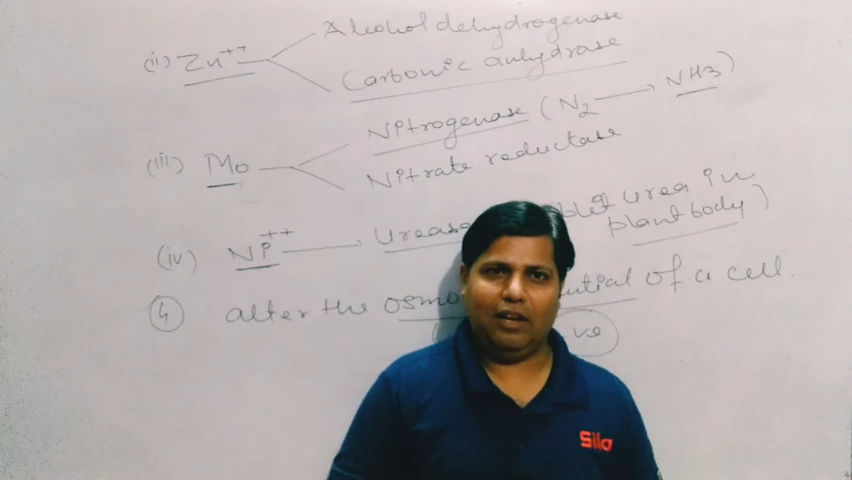 Alcohol dehydrogenase
(ii) Zn++
Carbonic anhydrase
Nitrogenase (N2 → NH3)
(iii) Mo
Nitrate reductase
(iv) Ni++ → Urease urea in
plant body)
(4) alter the of a cell.
ve
Silo